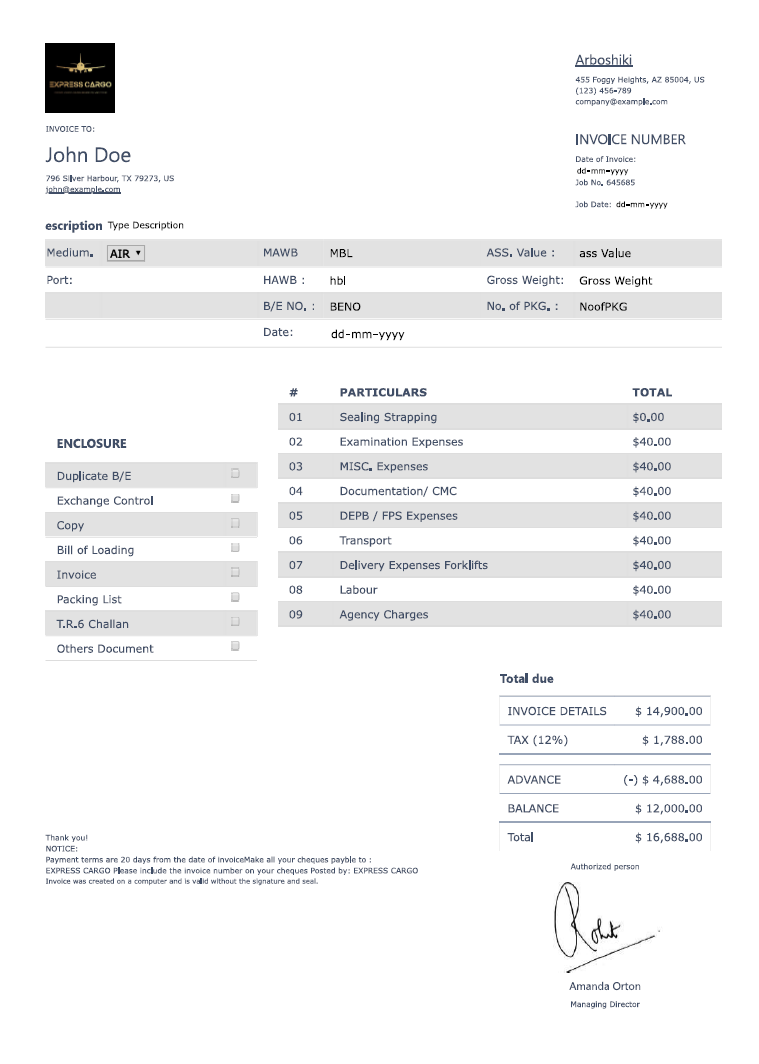 EXPRESS CARGO
Arboshiki
455 Foggy Heights, AZ 85004, US
(123) 456-789
company@example.com
INVOICE TO:
John Doe
796 Silver Harbour, TX 79273, US
john@example.com
INVOICE NUMBER
Date of Invoice:
dd-mm-yyyy
Job No. 645685
Job Date: dd-mm-yyyy
escription Type Description
Medium. AIR MAWB MBL ASS. Value : ass Value
Port: HAWB : hbl Gross Weight: Gross Weight
B/E NO. : BENO No. of PKG. : NoofPKG
Date: dd-mm-yyyy
# PARTICULARS TOTAL
01 Sealing Strapping $0.00
02 Examination Expenses $40.00
03 MISC. Expenses $40.00
04 Documentation/ CMC $40.00
05 DEPB / FPS Expenses $40.00
06 Transport $40.00
07 Delivery Expenses Forklifts $40.00
08 Labour $40.00
09 Agency Charges $40.00
ENCLOSURE
Duplicate B/E
Exchange Control
Copy
Bill of Loading
Invoice
Packing List
T.R.6 Challan
Others Document
Total due
INVOICE DETAILS $ 14,900.00
TAX (12%) $ 1,788.00
ADVANCE (-) $ 4,688.00
BALANCE $ 12,000.00
Total $ 16,688.00
Thank you!
NOTICE:
Payment terms are 20 days from the date of invoiceMake all your cheques payble to :
EXPRESS CARGO Please include the invoice number on your cheques Posted by: EXPRESS CARGO
Invoice was created on a computer and is valid without the signature and seal.
Authorized person
Rohit
Amanda Orton
Managing Director